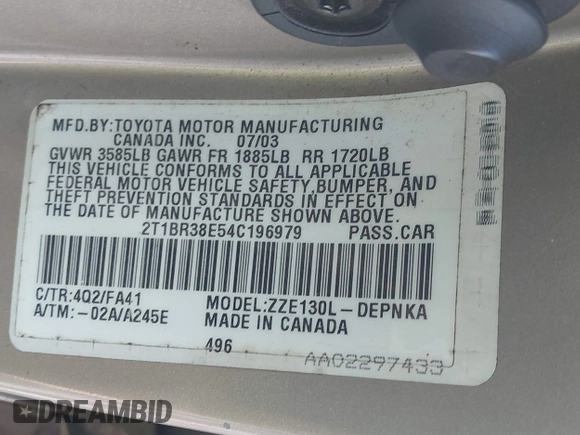 MFD.BY:TOYOTA MOTOR MANUFACTURING
CANADA INC. 07/03
GVWR 3585LB GAWR FR 1885LB RR 1720LB
THIS VEHICLE CONFORMS TO ALL APPLICABLE
FEDERAL MOTOR VEHICLE SAFETY,BUMPER, AND
THEFT PREVENTION STANDARDS IN EFFECT ON
THE DATE OF MANUFACTURE SHOWN ABOVE.
2T1BR38E54C196979 PASS.CAR
C/TR:4Q2/FA41 MODEL:ZZE130L-DEPNKA
A/TM:-02A/A245E MADE IN CANADA
496 AA02297433
DREAMBID